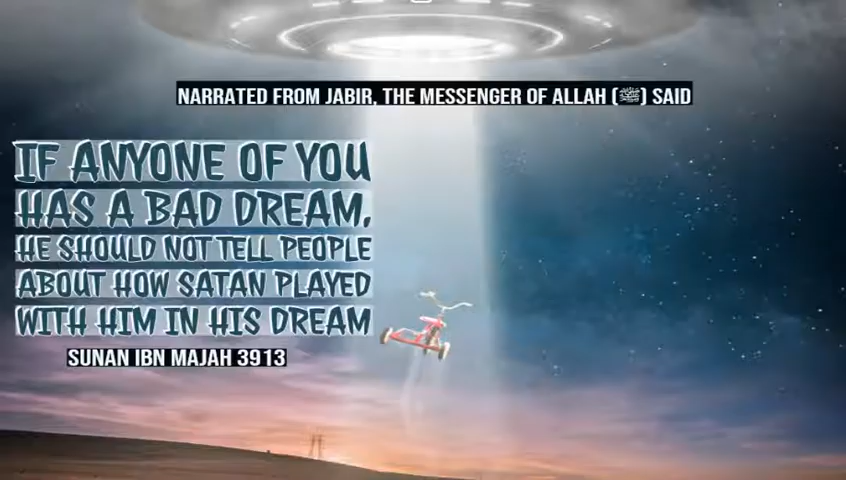 NARRATED FROM JABIR, THE MESSENGER OF ALLAH (ﷺ) SAID
IF ANYONE OF YOU
HAS A BAD DREAM,
HE SHOULD NOT TELL PEOPLE
ABOUT HOW SATAN PLAYED
WITH HIM IN HIS DREAM
SUNAN IBN MAJAH 3913